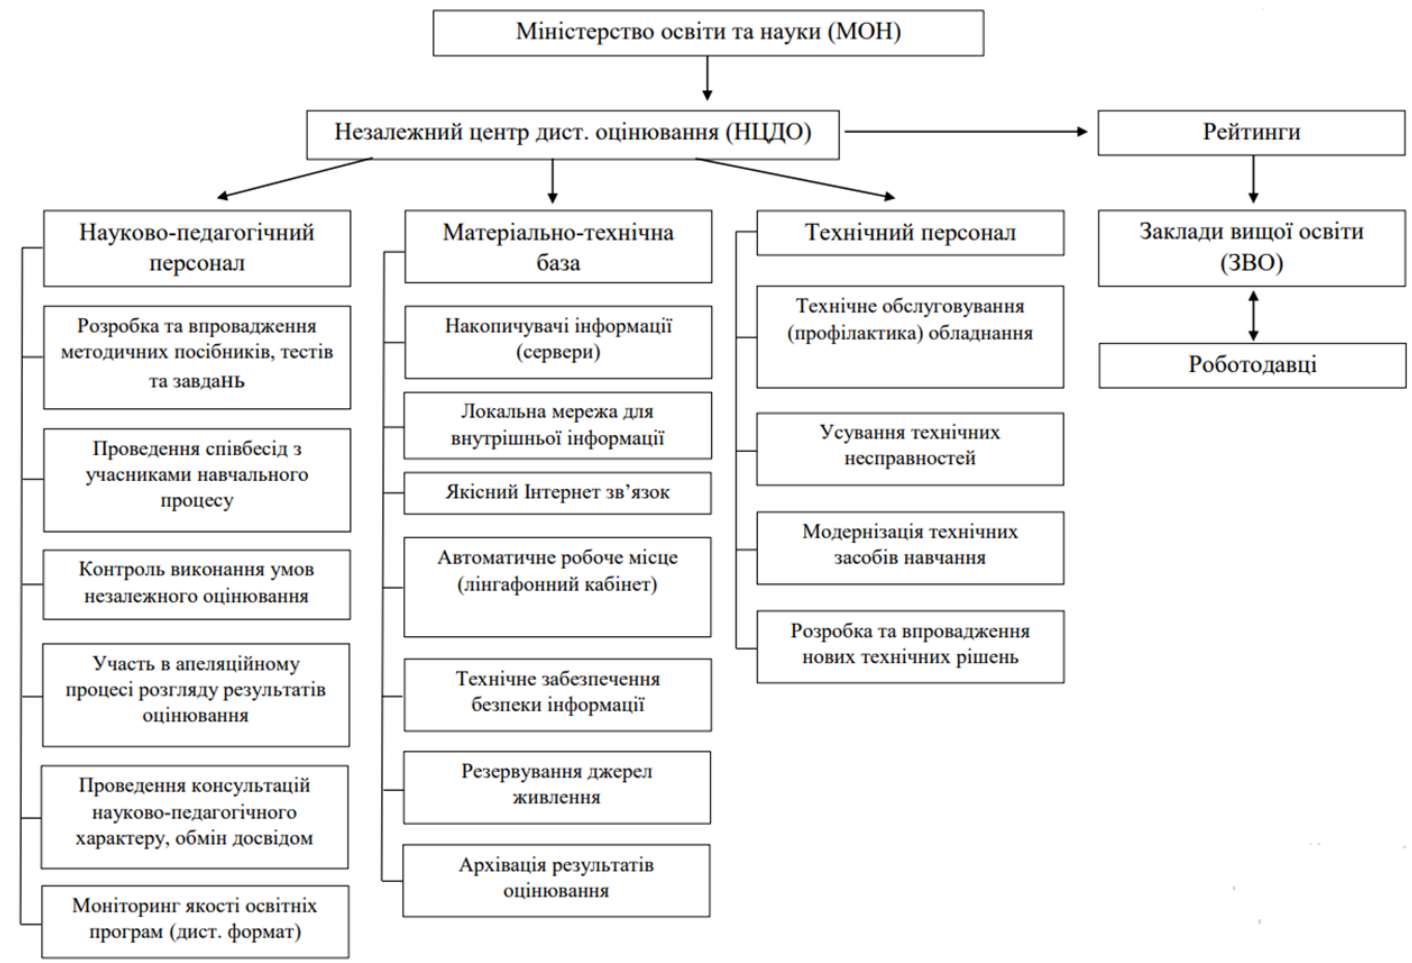 Міністерство освіти та науки (МОН)
Незалежний центр дист. оцінювання (НЦДО)
Рейтинги
Науково-педагогічний
персонал
Розробка та впровадження
методичних посібників, тестів
та завдань
Проведення співбесід з
учасниками навчального
процесу
Контроль виконання умов
незалежного оцінювання
Участь в апеляційному
процесі розгляду результатів
оцінювання
Проведення консультацій
науково-педагогічного
характеру, обмін досвідом
Моніторинг якості освітніх
програм (дист. формат)
Матеріально-технічна
база
Накопичувачі інформації
(сервери)
Локальна мережа для
внутрішньої інформації
Якісний Інтернет зв’язок
Автоматичне робоче місце
(лінгафонний кабінет)
Технічне забезпечення
безпеки інформації
Резервування джерел
живлення
Архівація результатів
оцінювання
Технічний персонал
Технічне обслуговування
(профілактика) обладнання
Усування технічних
несправностей
Модернізація технічних
засобів навчання
Розробка та впровадження
нових технічних рішень
Заклади вищої освіти
(ЗВО)
Роботодавці